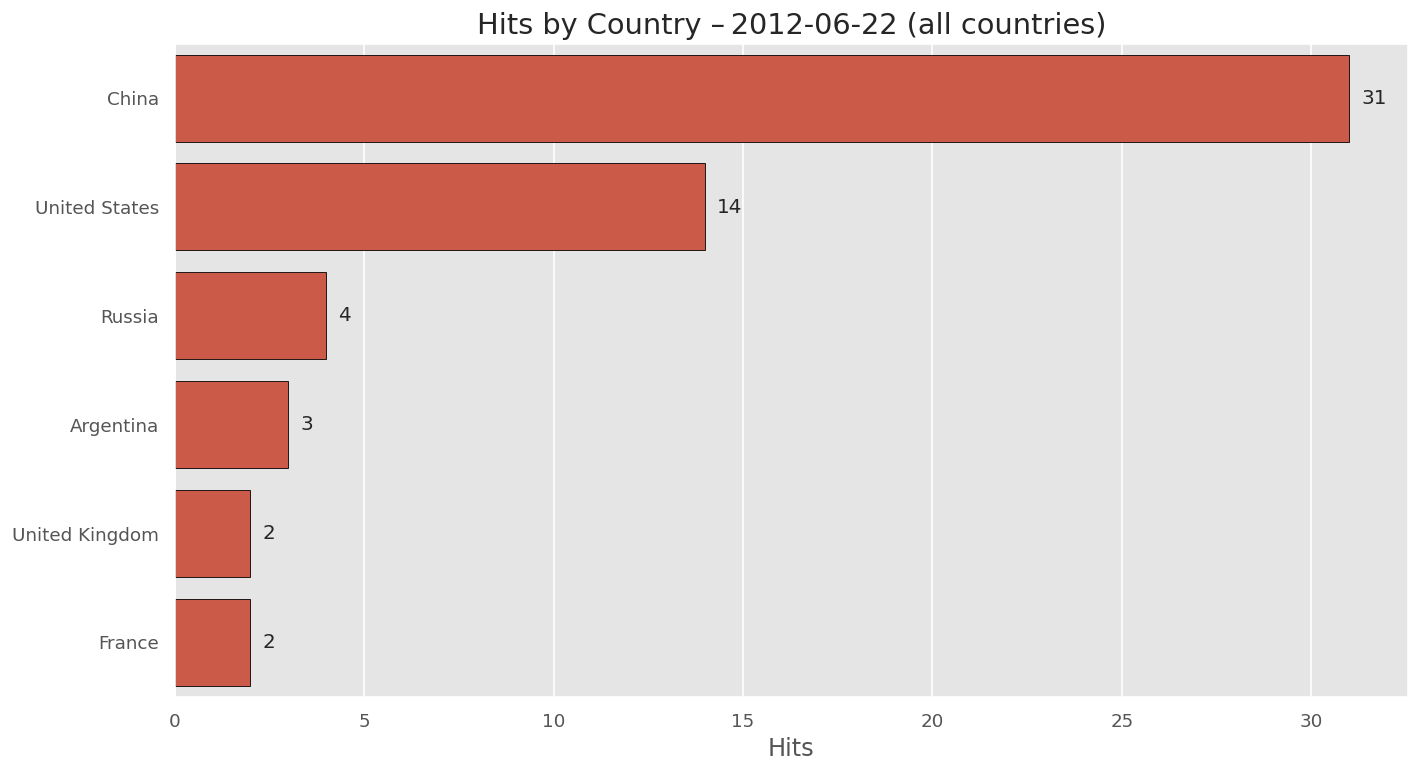 Hits by Country – 2012-06-22 (all countries)
China 31
United States 14
Russia 4
Argentina 3
United Kingdom 2
France 2
0 5 10 15 20 25 30
Hits